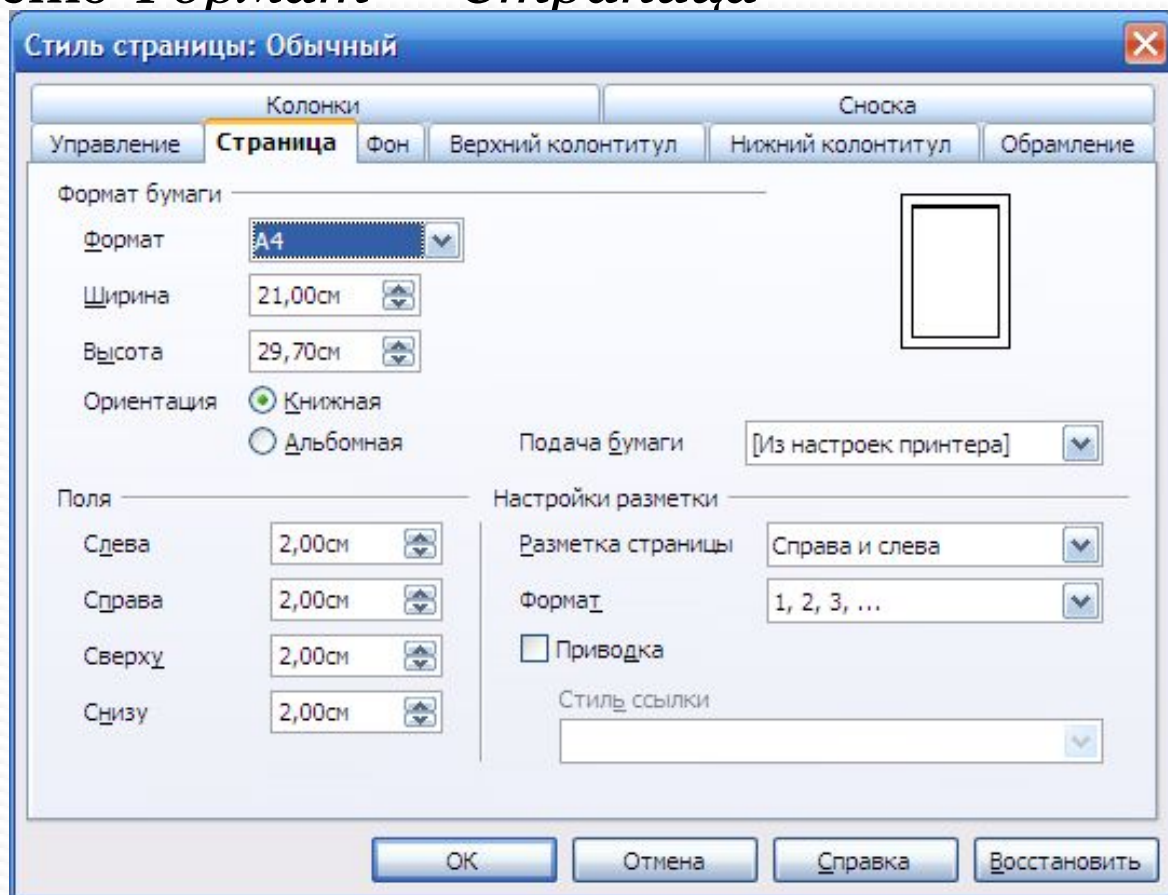 Формат – Страница
Стиль страницы: Обычный
Колонки Сноска
Управление Страница Фон Верхний колонтитул Нижний колонтитул Обрамление
Формат бумаги
Формат A4
Ширина 21,00см
Высота 29,70см
Ориентация Книжная
Альбомная Подача бумаги [Из настроек принтера]
Поля Настройки разметки
Слева 2,00см Разметка страницы Справа и слева
Справа 2,00см Формат 1, 2, 3, ...
Сверху 2,00см Приводка
Снизу 2,00см Стиль ссылки
ОК Отмена Справка Восстановить